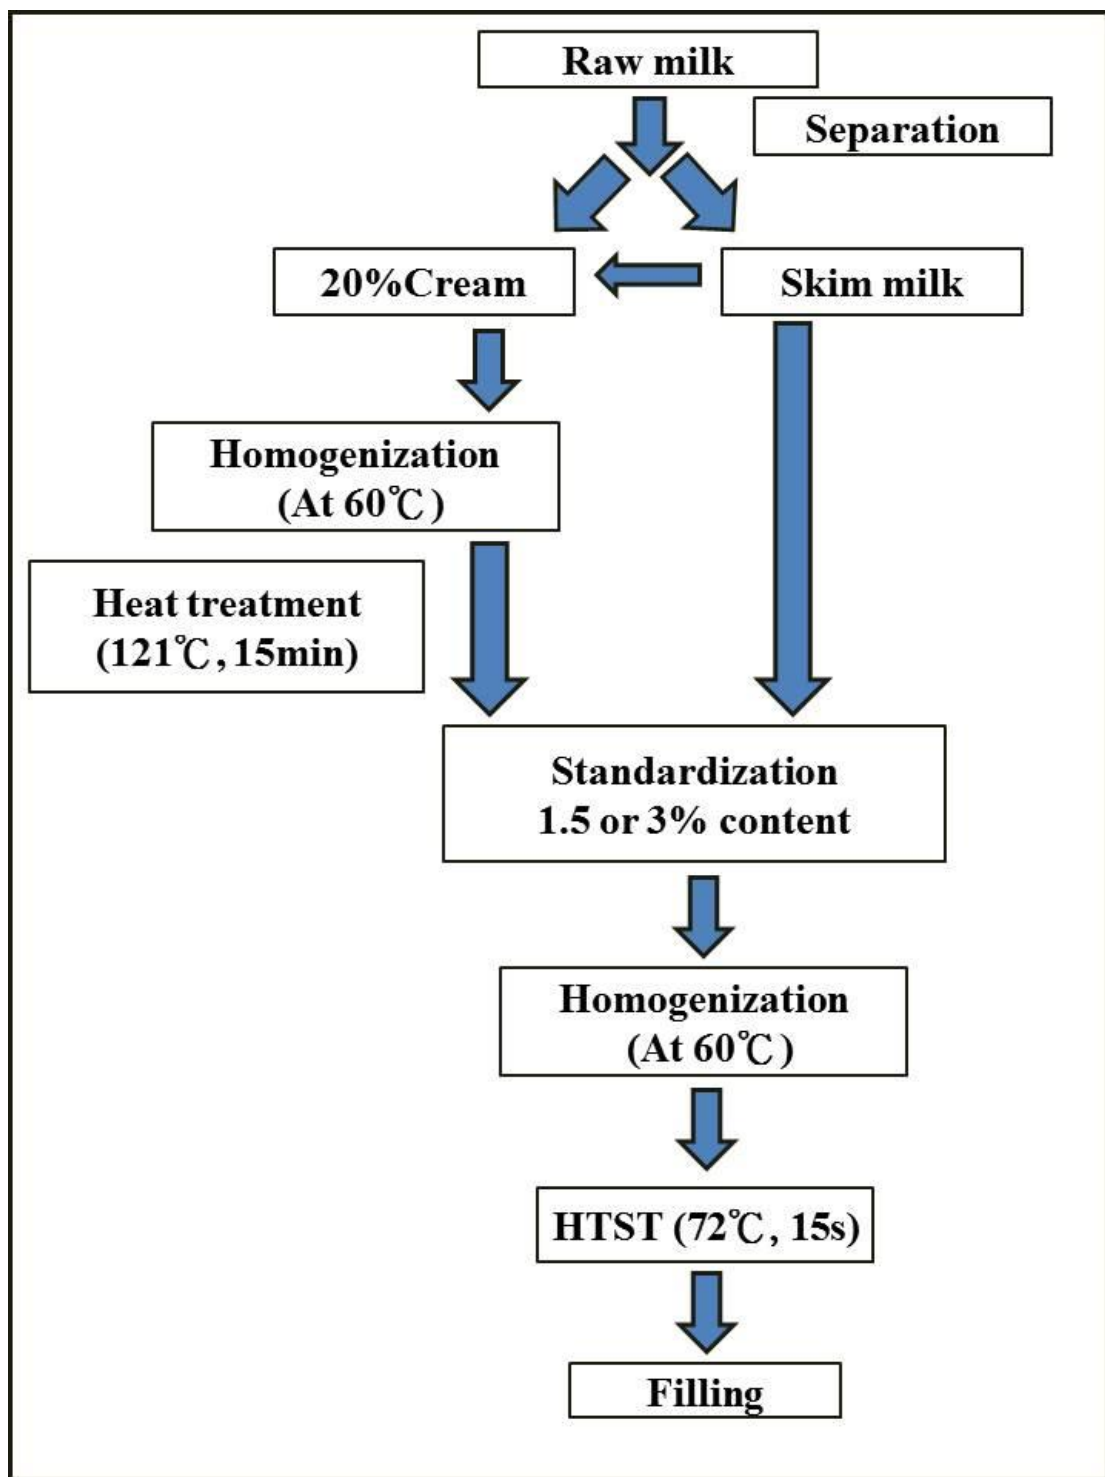 Raw milk
Separation
20%Cream
Skim milk
Homogenization
(At 60℃)
Heat treatment
(121℃, 15min)
Standardization
1.5 or 3% content
Homogenization
(At 60℃)
HTST (72℃, 15s)
Filling